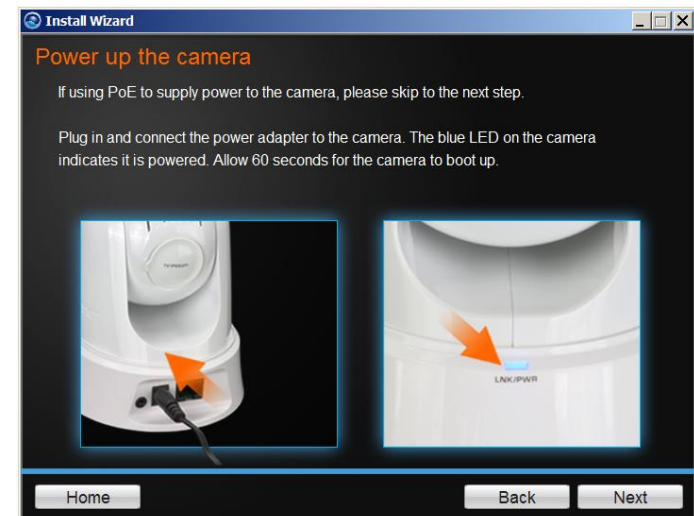 Install Wizard
Power up the camera
If using PoE to supply power to the camera, please skip to the next step.
Plug in and connect the power adapter to the camera. The blue LED on the camera
indicates it is powered. Allow 60 seconds for the camera to boot up.
LNK/PWR
Home
Back
Next